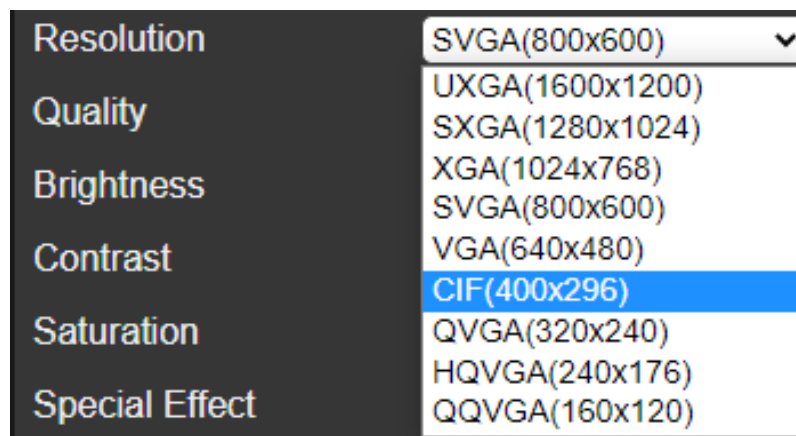 Resolution SVGA(800x600)
UXGA(1600x1200)
Quality SXGA(1280x1024)
XGA(1024x768)
Brightness SVGA(800x600)
Contrast VGA(640x480)
CIF(400x296)
Saturation QVGA(320x240)
HQVGA(240x176)
Special Effect QQVGA(160x120)